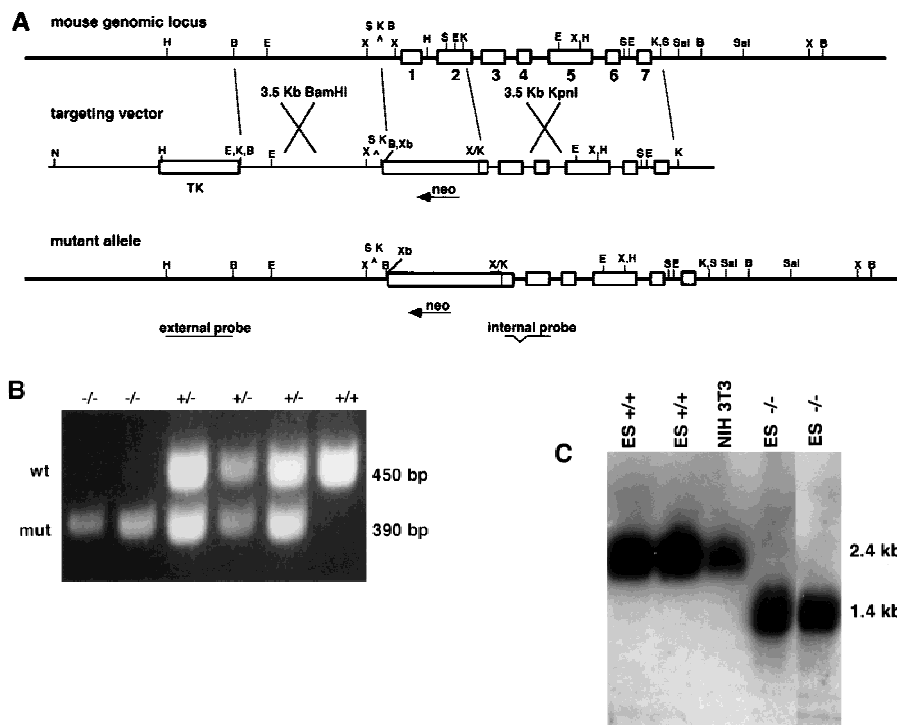 A
mouse genomic locus
S K B
H B E X ^ X H S E K E X,H S E K,S Sal B Sal X B
1 2 3 4 5 6 7
3.5 Kb BamHI 3.5 Kb KpnI
targeting vector
S K B,Xb
N H E,K,B E X ^ X/K E X,H S E K
TK
neo
mutant allele
S K Xb
H B E X ^ B X/K E X,H S E K,S Sal B Sal X B
neo
external probe internal probe
B
-/- -/- +/- +/- +/- +/+
wt 450 bp
mut 390 bp
C
ES +/+ ES +/+ NIH 3T3 ES -/- ES -/-
2.4 kb
1.4 kb